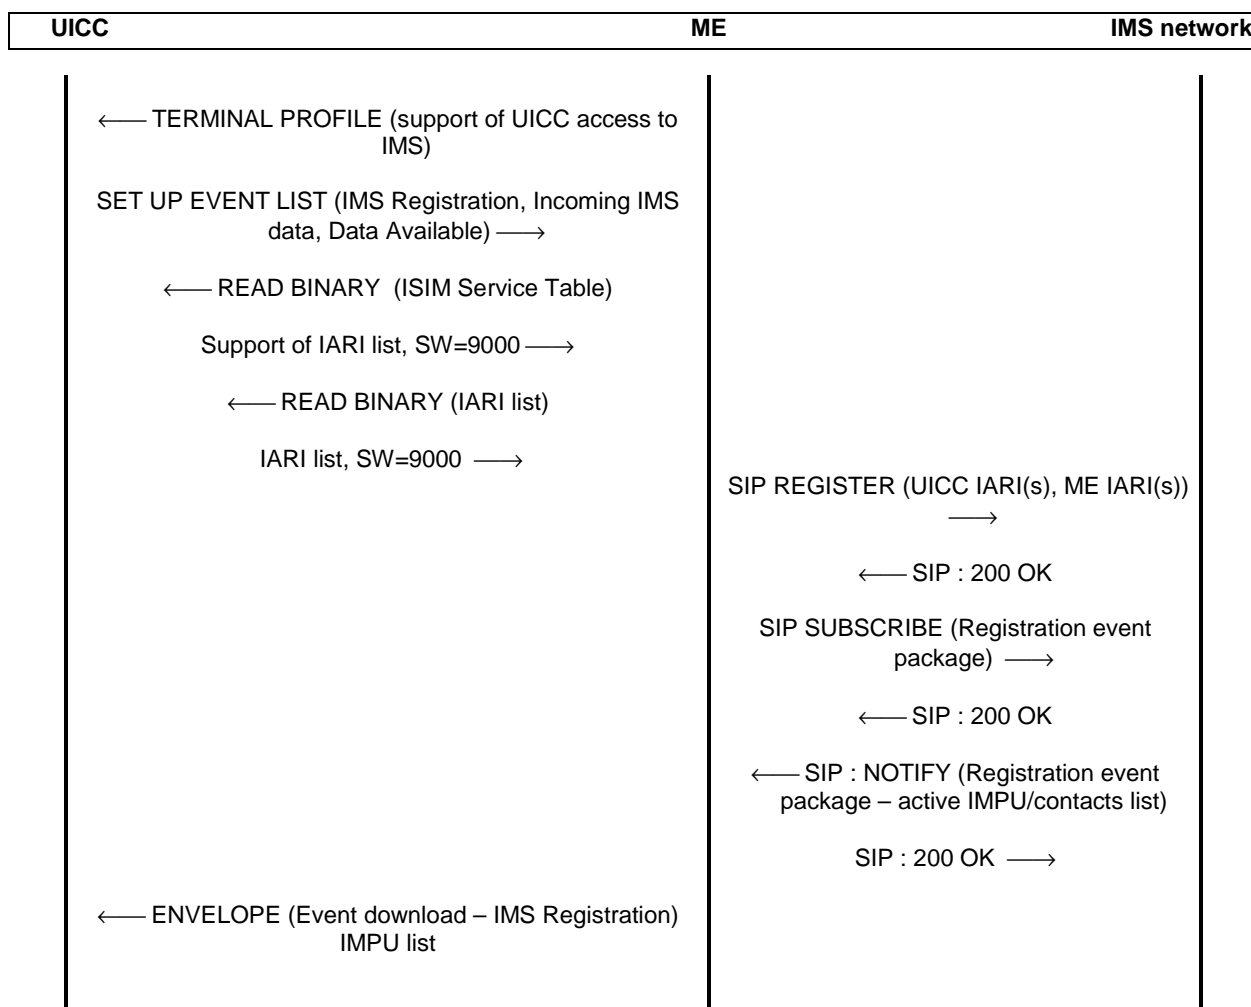 UICC ME IMS network
⟵ TERMINAL PROFILE (support of UICC access to
IMS)
SET UP EVENT LIST (IMS Registration, Incoming IMS
data, Data Available) ⟶
⟵ READ BINARY (ISIM Service Table)
Support of IARI list, SW=9000 ⟶
⟵ READ BINARY (IARI list)
IARI list, SW=9000 ⟶
SIP REGISTER (UICC IARI(s), ME IARI(s))
⟶
⟵ SIP : 200 OK
SIP SUBSCRIBE (Registration event
package) ⟶
⟵ SIP : 200 OK
⟵ SIP : NOTIFY (Registration event
package – active IMPU/contacts list)
SIP : 200 OK ⟶
⟵ ENVELOPE (Event download – IMS Registration)
IMPU list